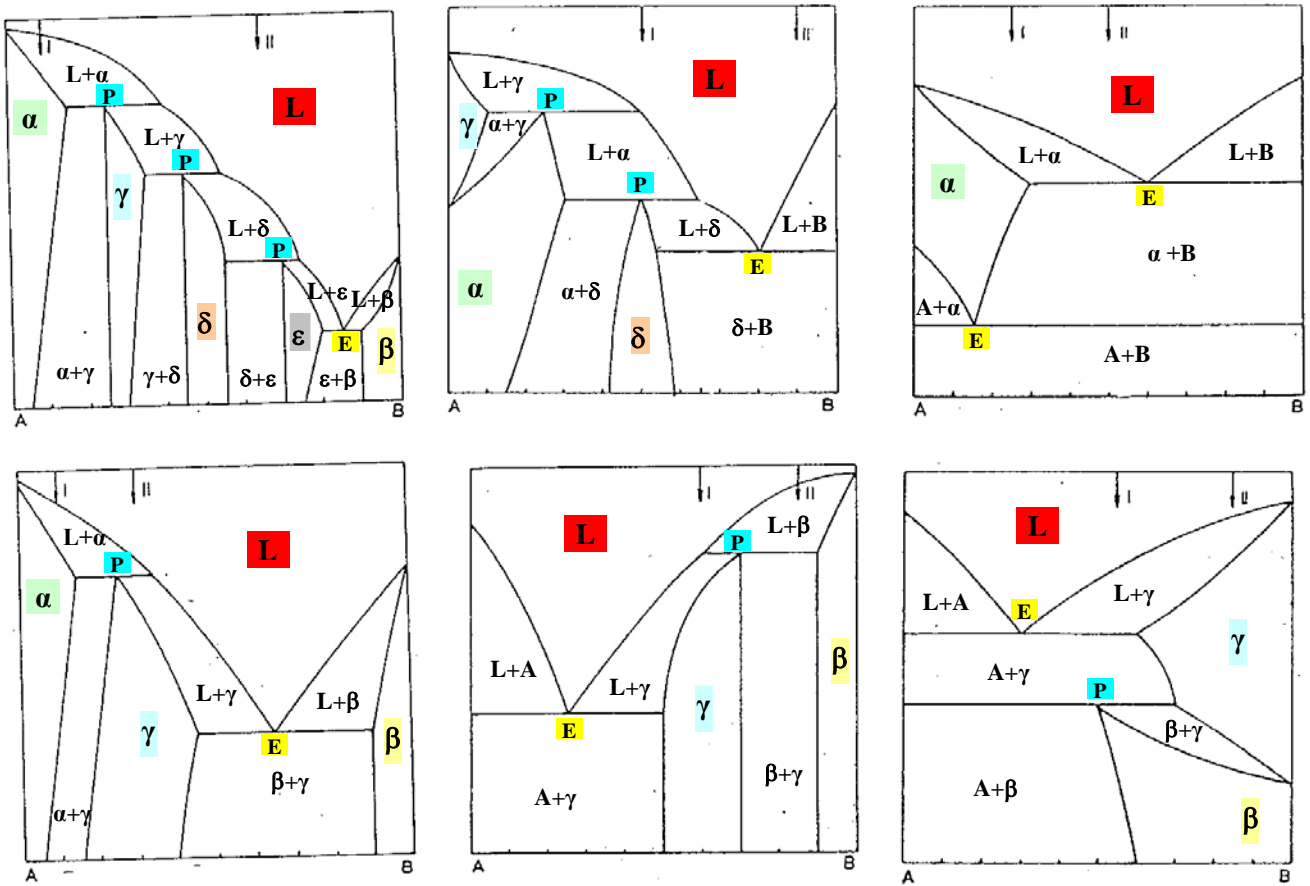 I II
L+α
P
L
α
L+γ
P
γ
L+δ
P
L+ε L+β
δ ε E β
α+γ γ+δ δ+ε ε+β
A B
I II
L
L+γ
P
γ α+γ
L+α
P
L+δ L+B
E
α α+δ
δ δ+B
A B
I II
L
L+α L+B
α
E
α +B
A+α
E
A+B
A B
I II
L+α L
P
α
L+γ L+β
γ E β
β+γ
α+γ
A B
I II
L L+β
P
L+A L+γ β
γ
E
β+γ
A+γ
A B
I II
L
L+A E L+γ
γ
A+γ
P
β+γ
A+β
β
A B